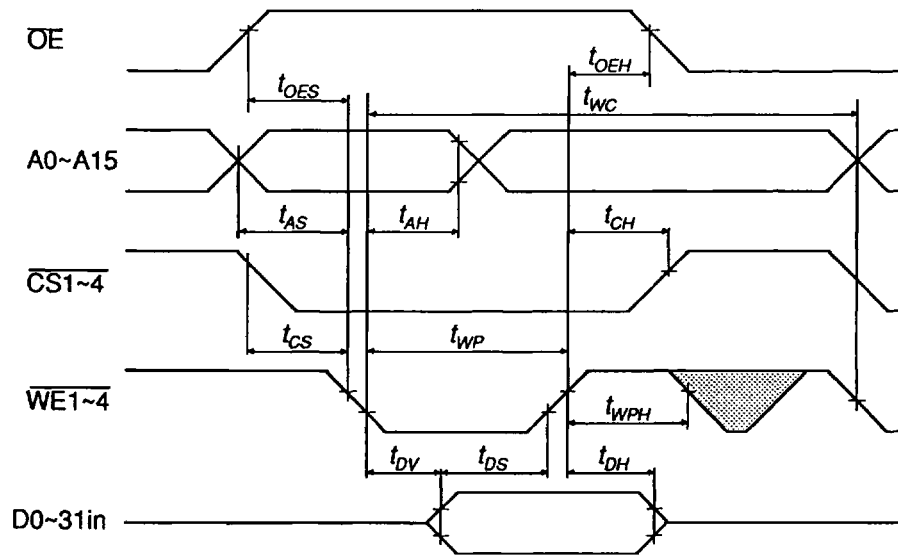 OE
tOEH
tOES
tWC
A0~A15
tAS
tAH
tCH
CS1~4
tCS
tWP
WE1~4
tWPH
tDV
tDS
tDH
D0~31in